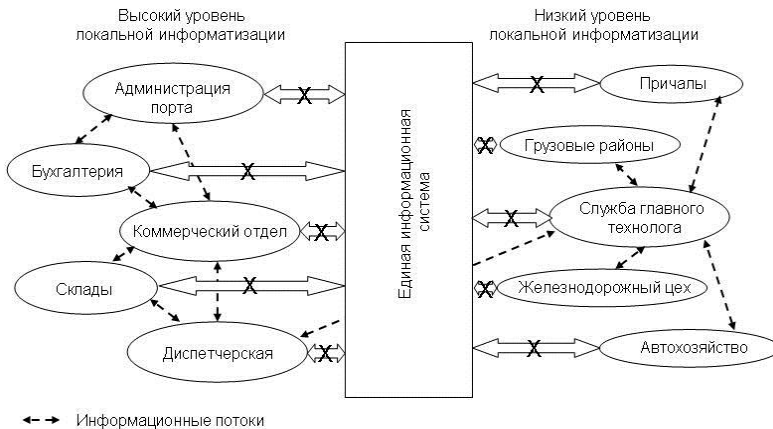 Высокий уровень
локальной информатизации
Низкий уровень
локальной информатизации
Администрация
порта
Бухгалтерия
Коммерческий отдел
Склады
Диспетчерская
Единая информационная
система
Причалы
Грузовые районы
Служба главного
технолога
Железнодорожный цех
Автохозяйство
Информационные потоки